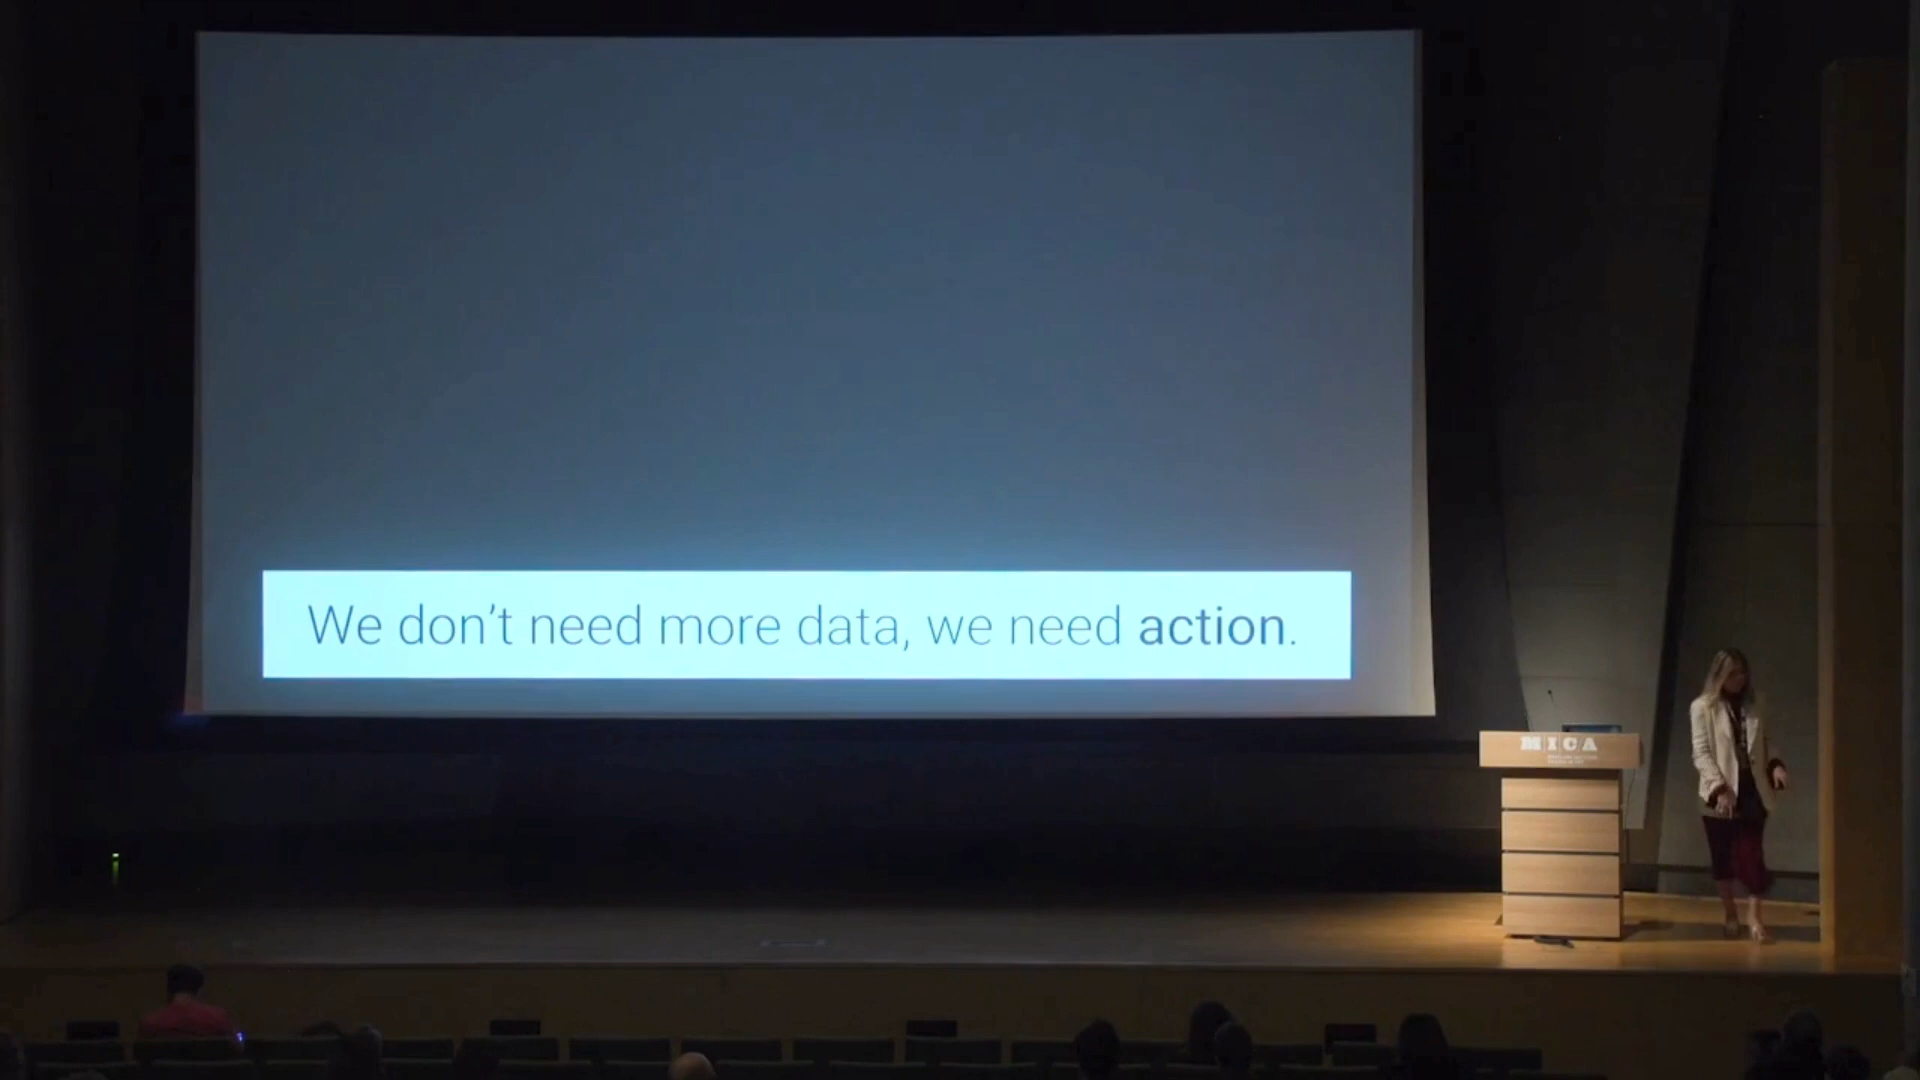 We don’t need more data, we need action.
MICA